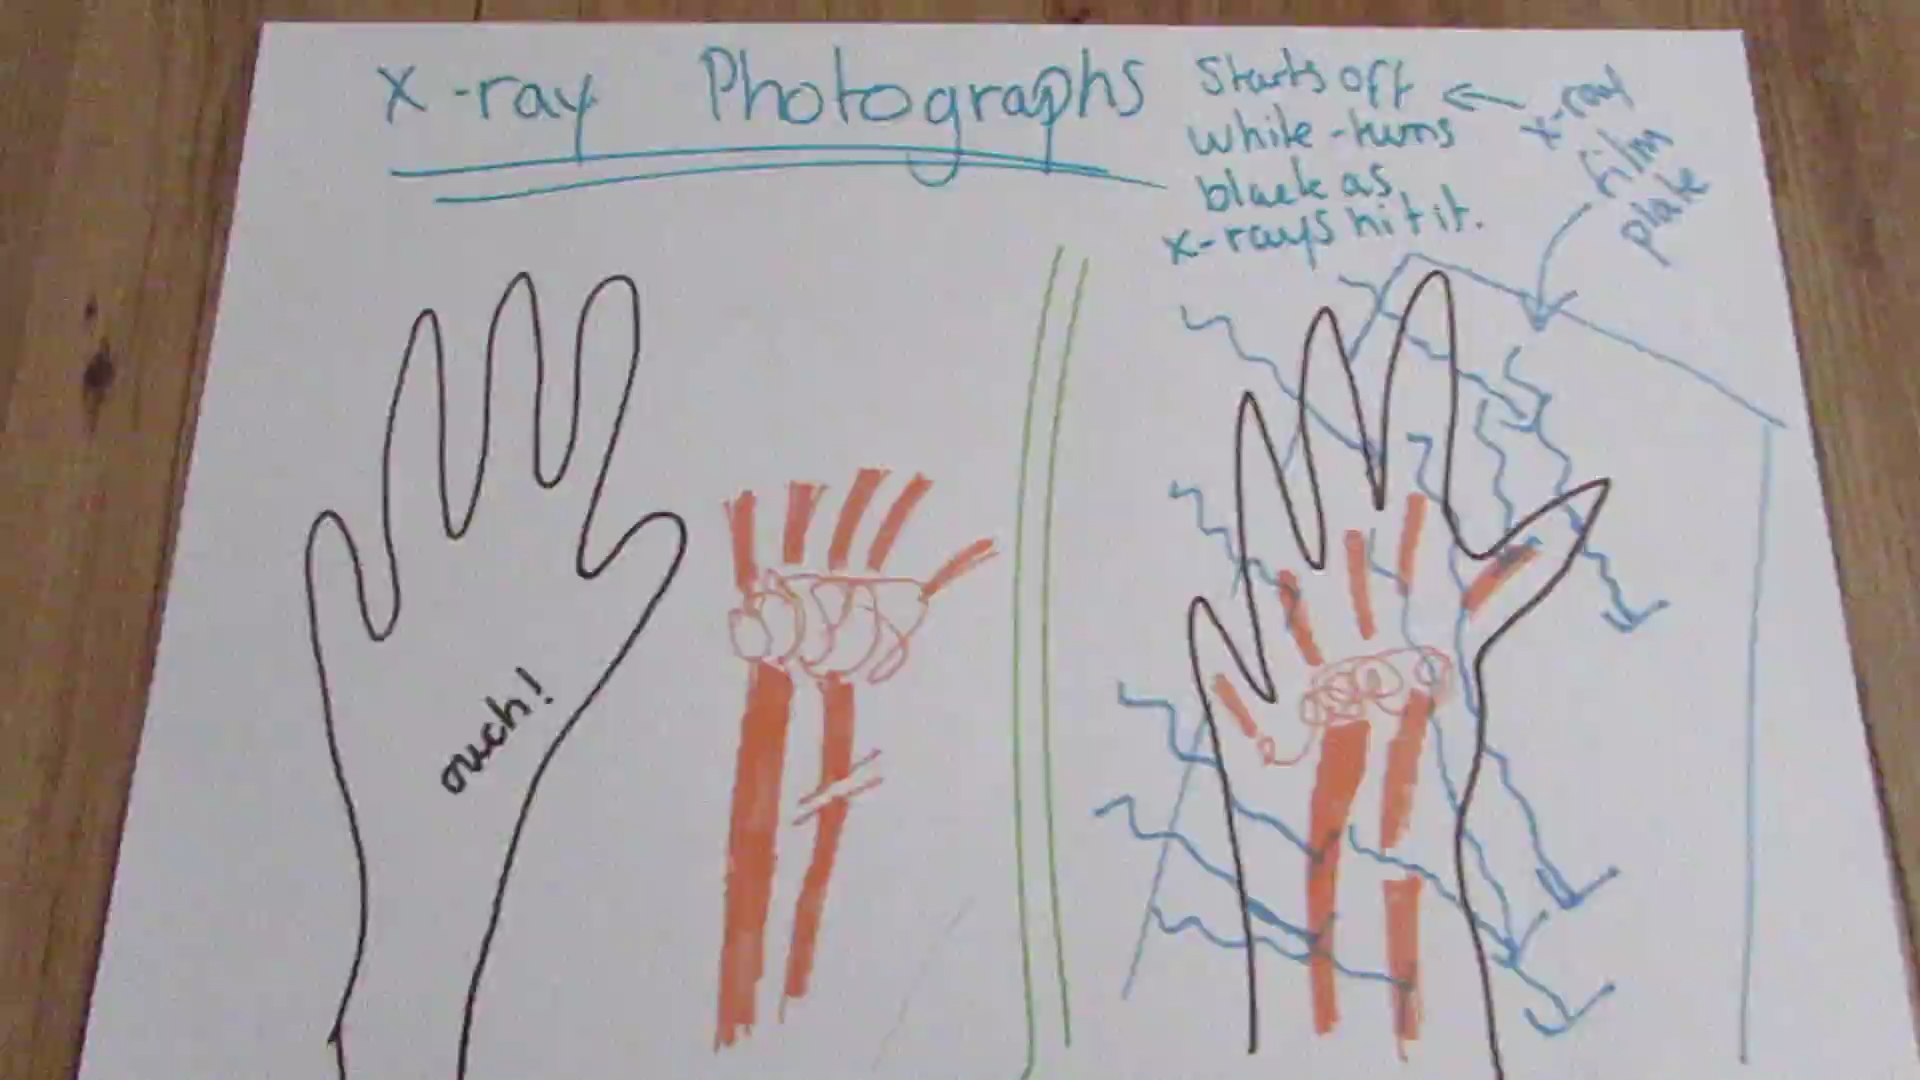 X-ray Photographs
Starts off
white - turns
black as
x-rays hit it.
x-ray
film
plate
ouch!